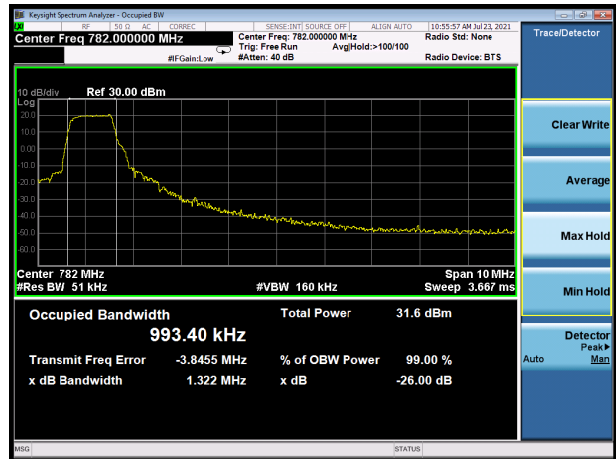 Keysight Spectrum Analyzer - Occupied BW
RF 50 Ω AC CORREC SENSE:INT SOURCE OFF ALIGN AUTO 10:55:57 AM Jul 23, 2021
Center Freq 782.000000 MHz
Center Freq: 782.000000 MHz
Radio Std: None
Trig: Free Run Avg|Hold:>100/100
#IFGain:Low
#Atten: 40 dB
Radio Device: BTS
10 dB/div Ref 30.00 dBm
Log
20.0
10.0
0.00
-10.0
-20.0
-30.0
-40.0
-50.0
-60.0
Center 782 MHz
Span 10 MHz
#Res BW 51 kHz
#VBW 160 kHz
Sweep 3.667 ms
Occupied Bandwidth
993.40 kHz
Total Power 31.6 dBm
Transmit Freq Error -3.8455 MHz
% of OBW Power 99.00 %
x dB Bandwidth 1.322 MHz
x dB -26.00 dB
MSG
STATUS
Trace/Detector
Clear Write
Average
Max Hold
Min Hold
Detector
Peak▶
Auto Man